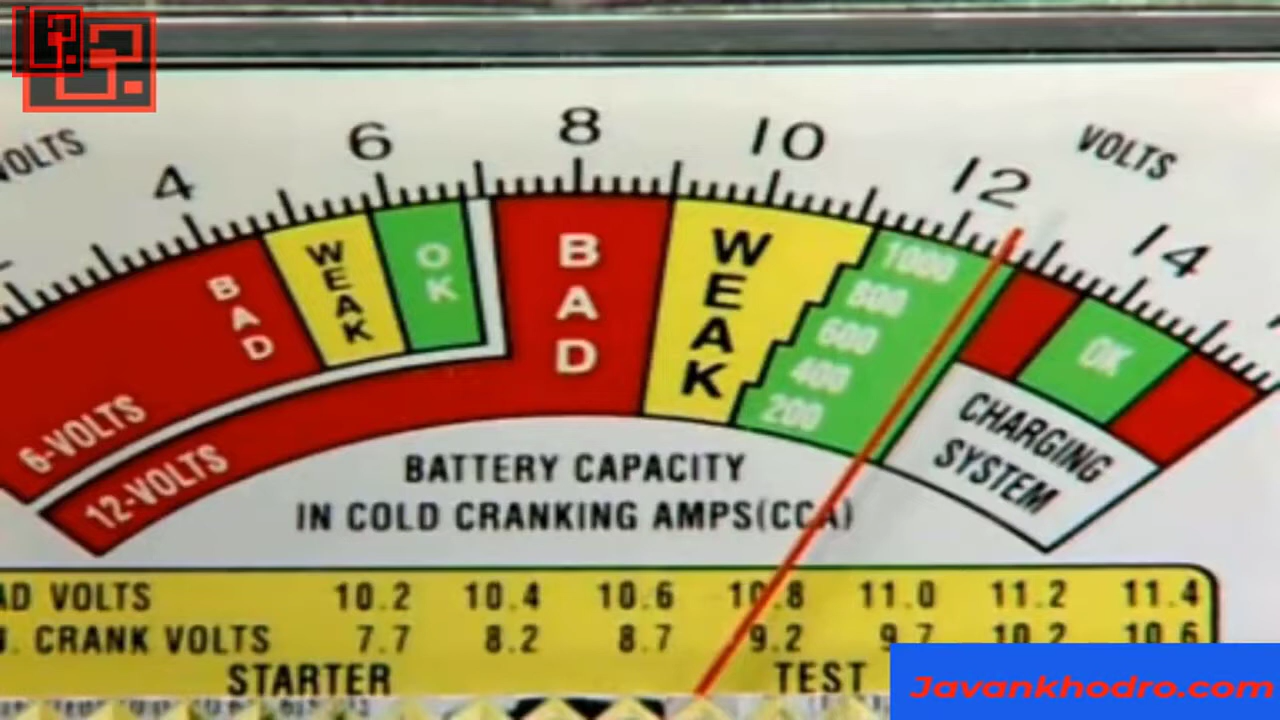 VOLTS
4 6 8 10 12 14
VOLTS
BAD
WEAK
OK
BAD
WEAK
1000
800
600
400
200
OK
6-VOLTS
12-VOLTS
CHARGING
SYSTEM
BATTERY CAPACITY
IN COLD CRANKING AMPS(CCA)
AD VOLTS 10.2 10.4 10.6 10.8 11.0 11.2 11.4
. CRANK VOLTS 7.7 8.2 8.7 9.2 9.7 10.2 10.6
STARTER TEST
Javankhodro.com